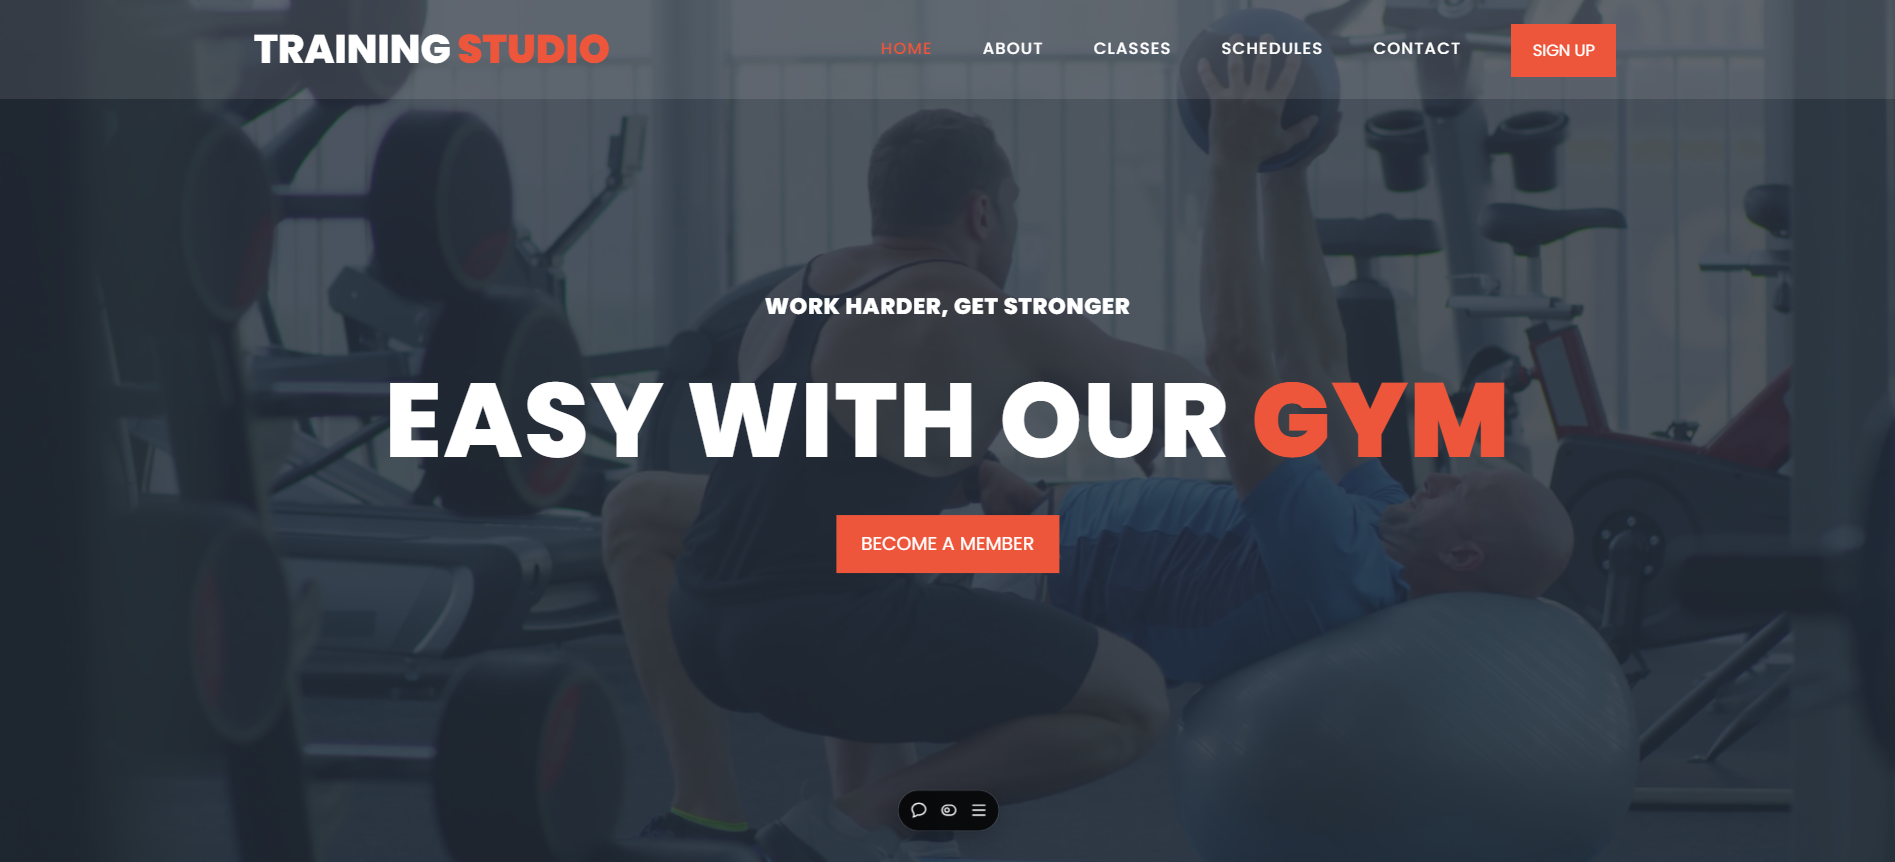 TRAINING STUDIO
HOME ABOUT CLASSES SCHEDULES CONTACT SIGN UP
WORK HARDER, GET STRONGER
EASY WITH OUR GYM
BECOME A MEMBER